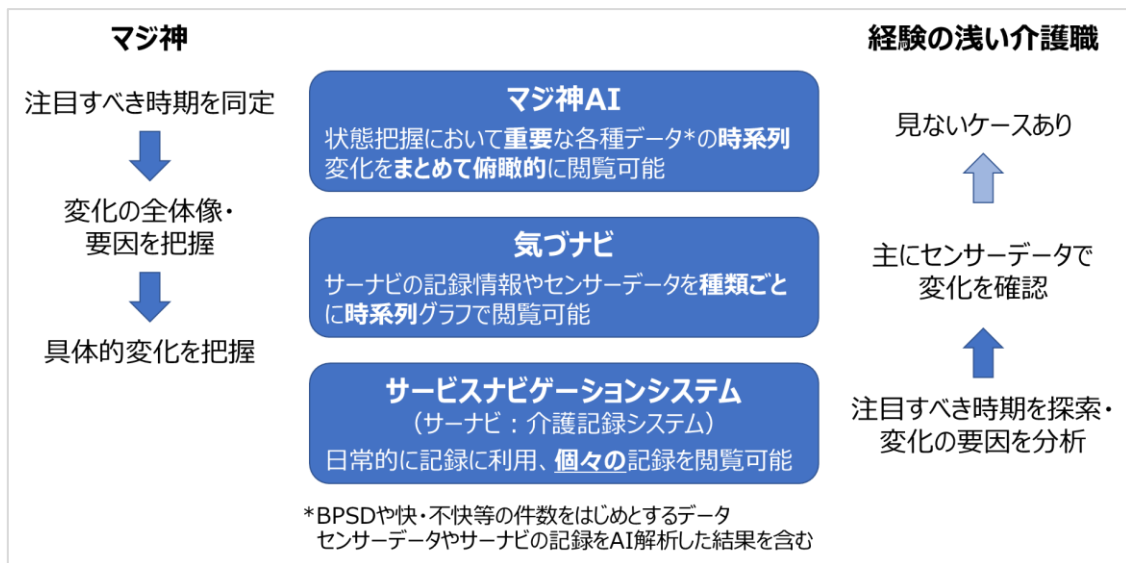 マジ神
注目すべき時期を同定
変化の全体像・
要因を把握
具体的変化を把握
マジ神AI
状態把握において重要な各種データ*の時系列
変化をまとめて俯瞰的に閲覧可能
気づナビ
サーナビの記録情報やセンサーデータを種類ごと
に時系列グラフで閲覧可能
サービスナビゲーションシステム
（サーナビ：介護記録システム）
日常的に記録に利用、個々の記録を閲覧可能
*BPSDや快・不快等の件数をはじめとするデータ
センサーデータやサーナビの記録をAI解析した結果を含む
経験の浅い介護職
見ないケースあり
主にセンサーデータで
変化を確認
注目すべき時期を探索・
変化の要因を分析